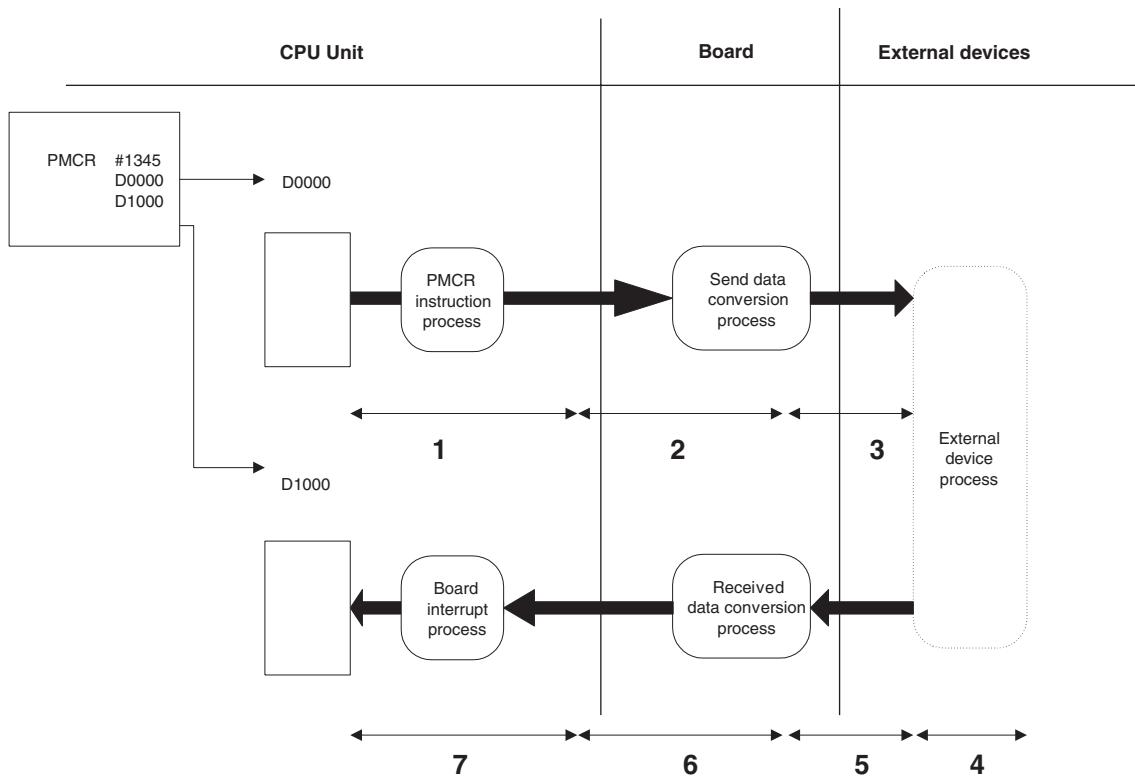 CPU Unit
Board
External devices
PMCR #1345
D0000
D1000
D0000
PMCR
instruction
process
Send data
conversion
process
1
2
3
External
device
process
D1000
Board
interrupt
process
Received
data conversion
process
7
6
5
4